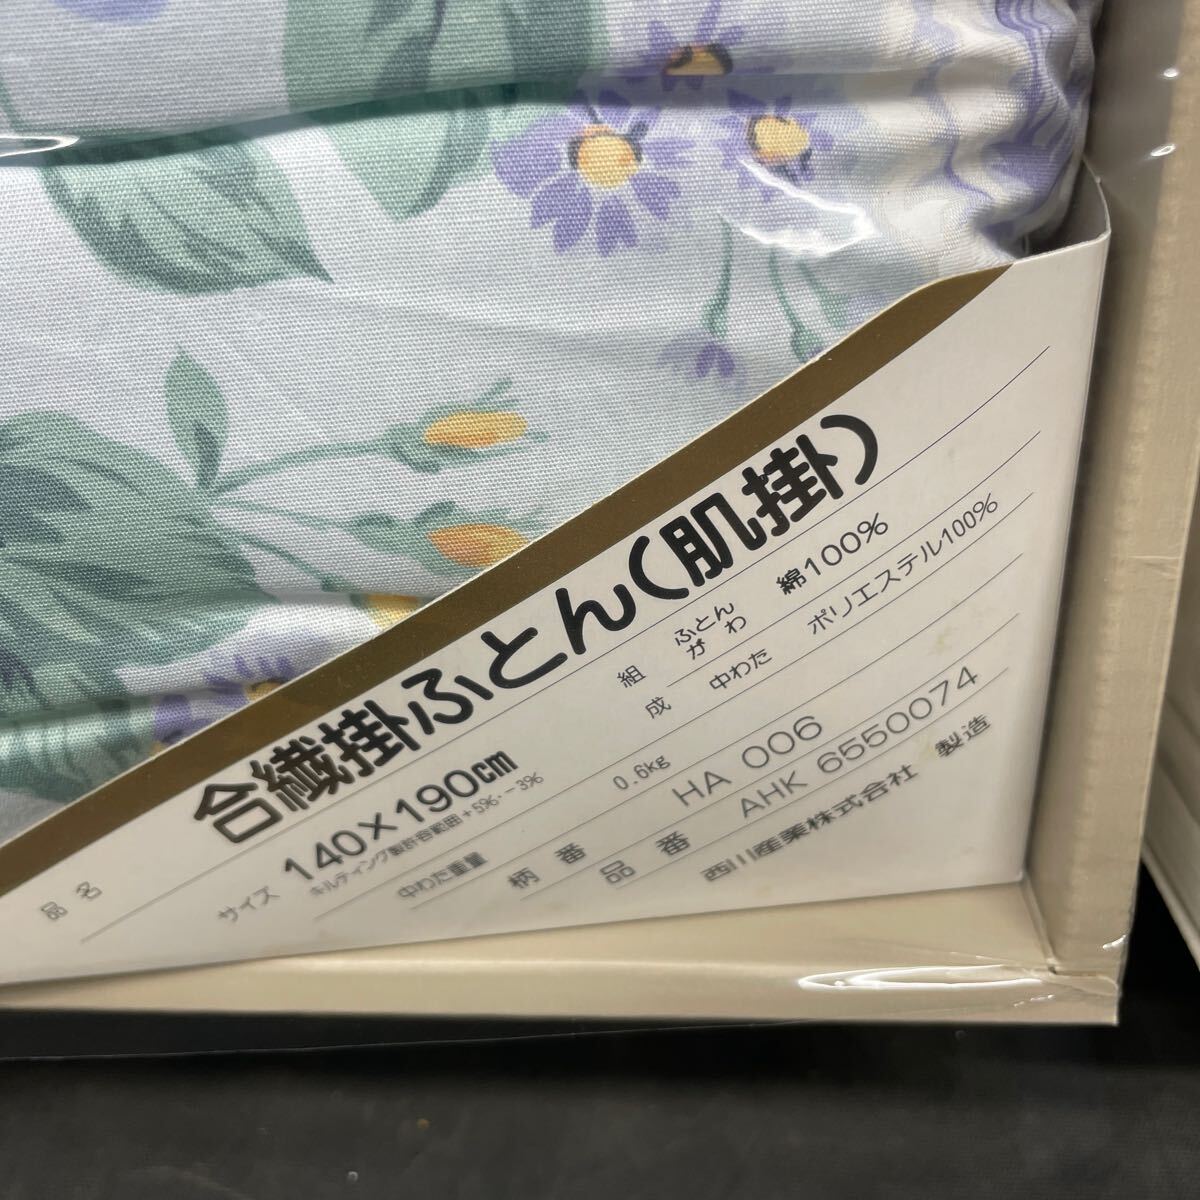 品名 合繊掛ふとん(肌掛)
サイズ 140×190cm
キルティング製許容範囲+5%・-3%
組成 ふとんがわ 綿100%
中わた ポリエステル100%
中わた重量 0.6kg
柄番 HA 006
品番 AHK 6550074
西川産業株式会社 製造